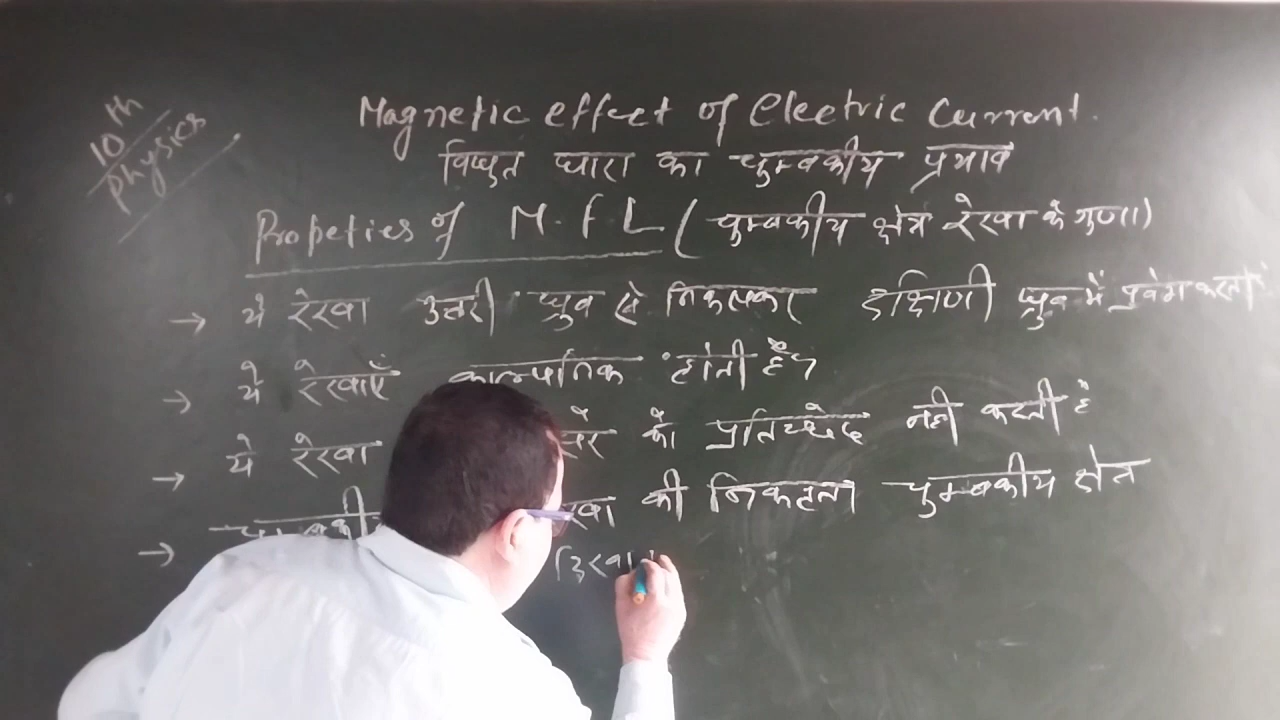 10th
physics
Magnetic effect of Electric Current.
विधुत धारा का चुम्बकीय प्रभाव
Propeties of M.f L ( चुम्बकीय क्षेत्र रेखा के गुण।)
→ ये रेखा उत्तरी ध्रुव से निकलकर दक्षिणी ध्रुव में प्रवेश करती
→ ये रेखाएँ काल्पनिक होती है।
→ ये रेखा को प्रतिच्छेद नही करती है
→ की निकटता चुम्बकीय क्षेत्र